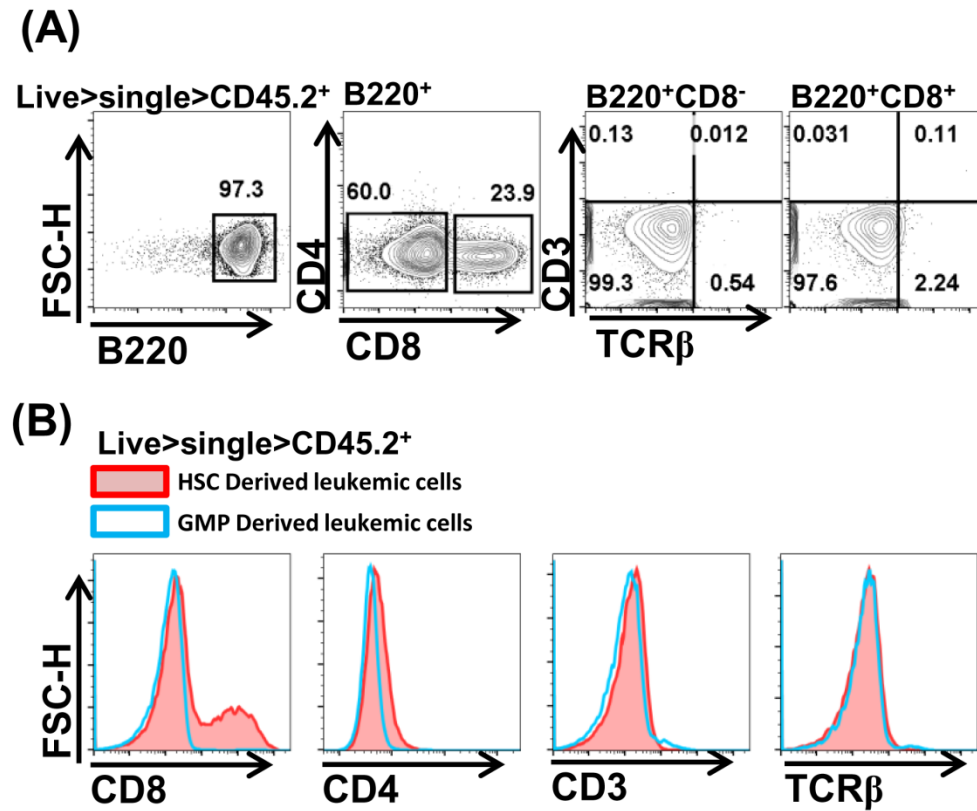 (A)
Live>single>CD45.2⁺ B220⁺ B220⁺CD8⁻ B220⁺CD8⁺
FSC-H
97.3
B220
CD4
60.0 23.9
CD8
CD3
0.13 0.012
99.3 0.54
TCRβ
0.031 0.11
97.6 2.24
(B)
Live>single>CD45.2⁺
HSC Derived leukemic cells
GMP Derived leukemic cells
FSC-H
CD8 CD4 CD3 TCRβ